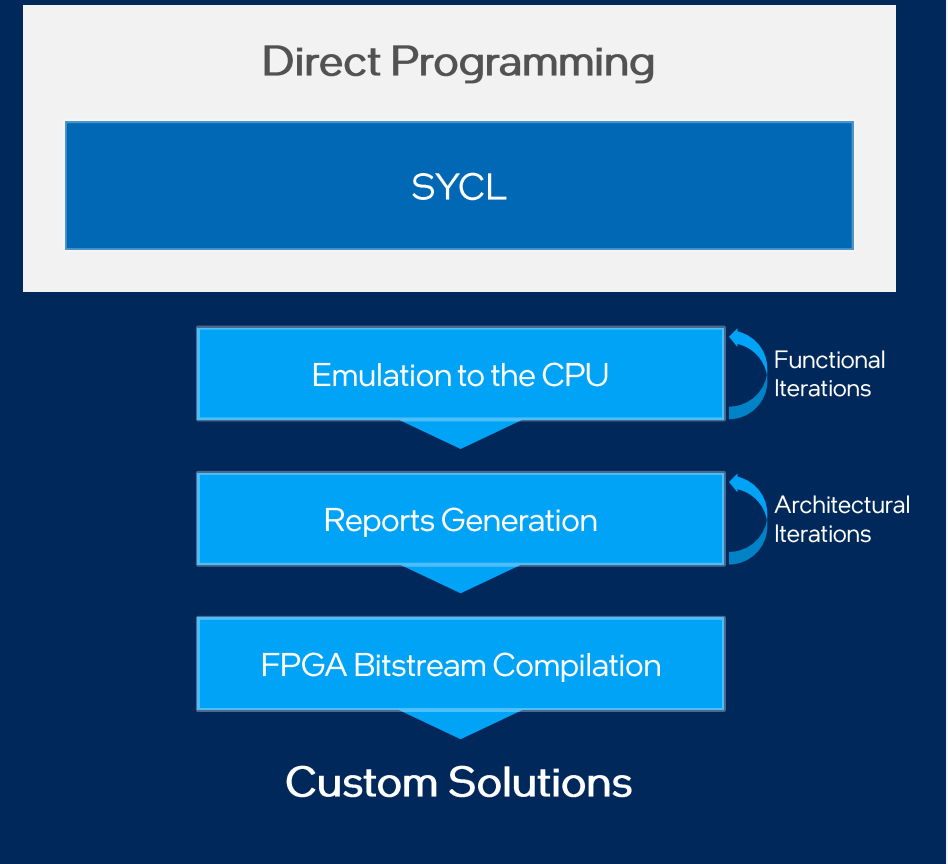 Direct Programming
SYCL
Emulation to the CPU
Functional
Iterations
Reports Generation
Architectural
Iterations
FPGA Bitstream Compilation
Custom Solutions